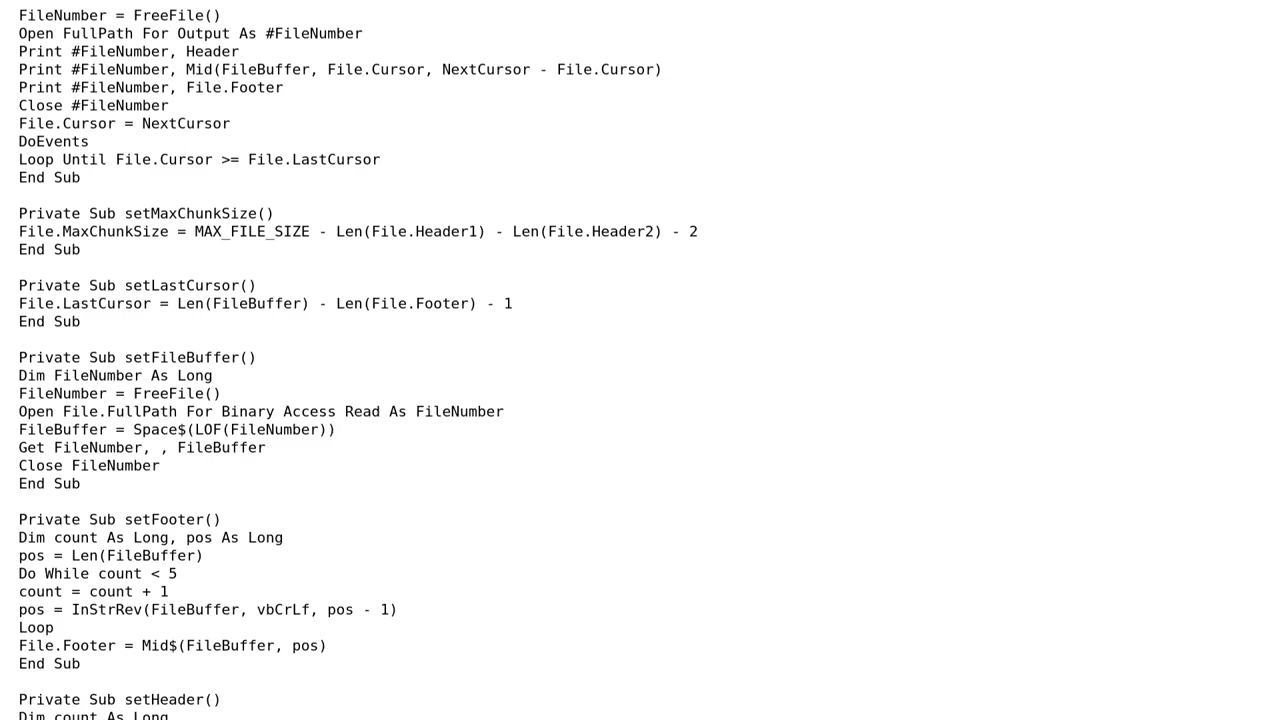 FileNumber = FreeFile()
Open FullPath For Output As #FileNumber
Print #FileNumber, Header
Print #FileNumber, Mid(FileBuffer, File.Cursor, NextCursor - File.Cursor)
Print #FileNumber, File.Footer
Close #FileNumber
File.Cursor = NextCursor
DoEvents
Loop Until File.Cursor >= File.LastCursor
End Sub

Private Sub setMaxChunkSize()
File.MaxChunkSize = MAX_FILE_SIZE - Len(File.Header1) - Len(File.Header2) - 2
End Sub

Private Sub setLastCursor()
File.LastCursor = Len(FileBuffer) - Len(File.Footer) - 1
End Sub

Private Sub setFileBuffer()
Dim FileNumber As Long
FileNumber = FreeFile()
Open File.FullPath For Binary Access Read As FileNumber
FileBuffer = Space$(LOF(FileNumber))
Get FileNumber, , FileBuffer
Close FileNumber
End Sub

Private Sub setFooter()
Dim count As Long, pos As Long
pos = Len(FileBuffer)
Do While count < 5
count = count + 1
pos = InStrRev(FileBuffer, vbCrLf, pos - 1)
Loop
File.Footer = Mid$(FileBuffer, pos)
End Sub

Private Sub setHeader()
Dim count As Long